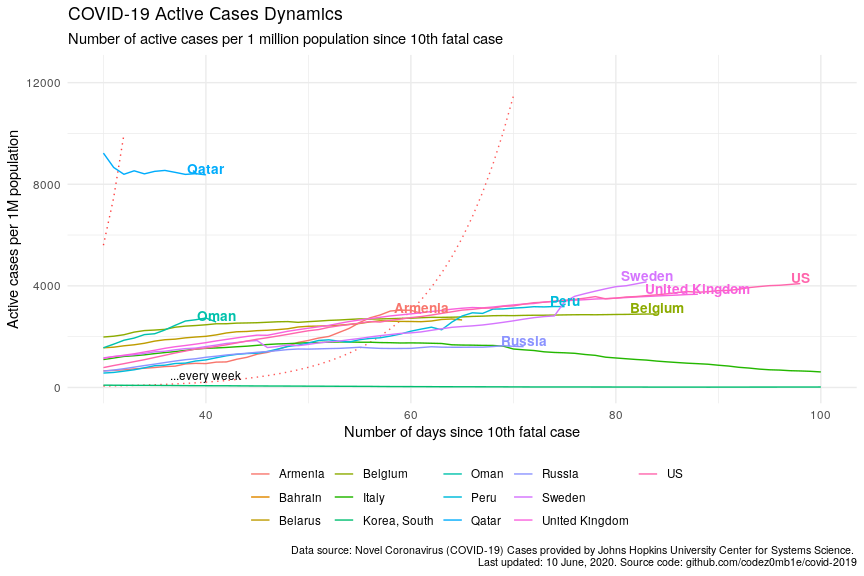 COVID-19 Active Cases Dynamics
Number of active cases per 1 million population since 10th fatal case
Active cases per 1M population
12000
8000
4000
0
Qatar
Oman
Armenia
Peru
Sweden
United Kingdom
US
Belgium
Russia
...every week
40
60
80
100
Number of days since 10th fatal case
Armenia
Belgium
Oman
Russia
US
Bahrain
Italy
Peru
Sweden
Belarus
Korea, South
Qatar
United Kingdom
Data source: Novel Coronavirus (COVID-19) Cases provided by Johns Hopkins University Center for Systems Science.
Last updated: 10 June, 2020. Source code: github.com/codez0mb1e/covid-2019